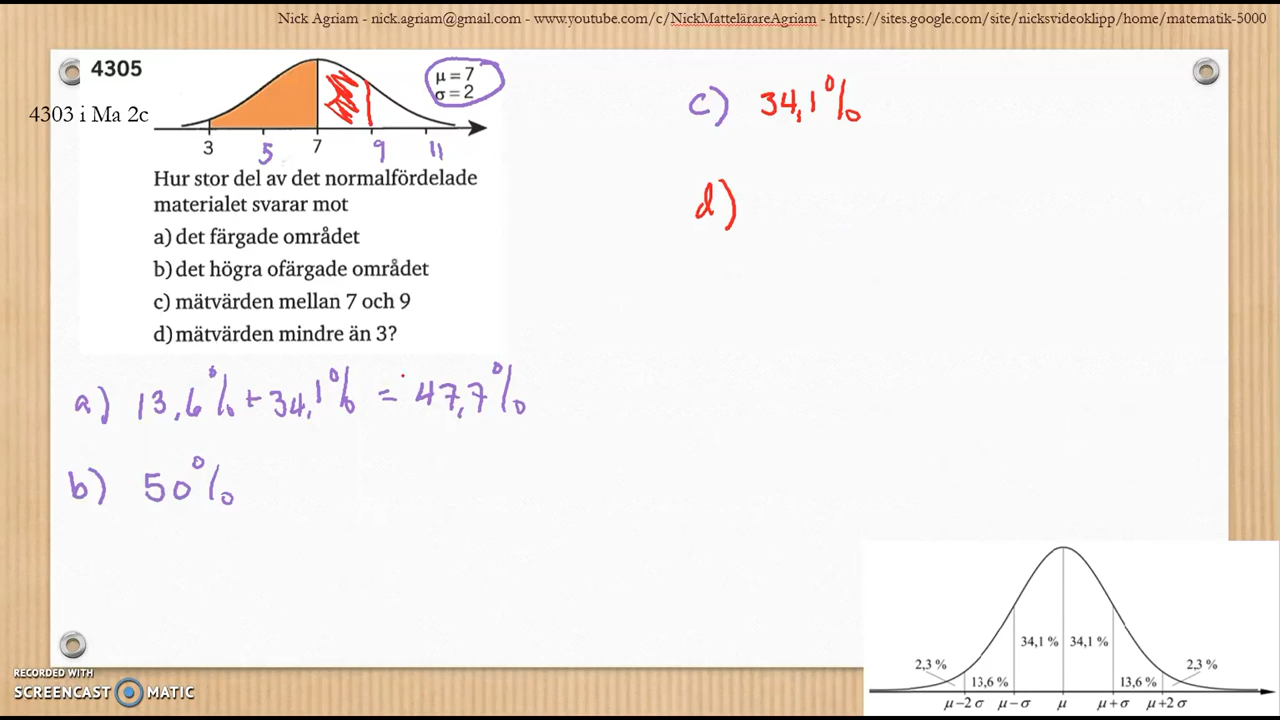 Nick Agriam - nick.agriam@gmail.com - www.youtube.com/c/NickMattelärareAgriam - https://sites.google.com/site/nicksvideoklipp/home/matematik-5000
4305
μ = 7
σ = 2
4303 i Ma 2c
3 5 7 9 11
Hur stor del av det normalfördelade
materialet svarar mot
a) det färgade området
b) det högra ofärgade området
c) mätvärden mellan 7 och 9
d) mätvärden mindre än 3?
a) 13,6% + 34,1% = 47,7%
b) 50%
c) 34,1%
d)
34,1 % 34,1 %
2,3 % 2,3 %
13,6 % 13,6 %
μ−2σ μ−σ μ μ+σ μ+2σ
RECORDED WITH
SCREENCAST MATIC